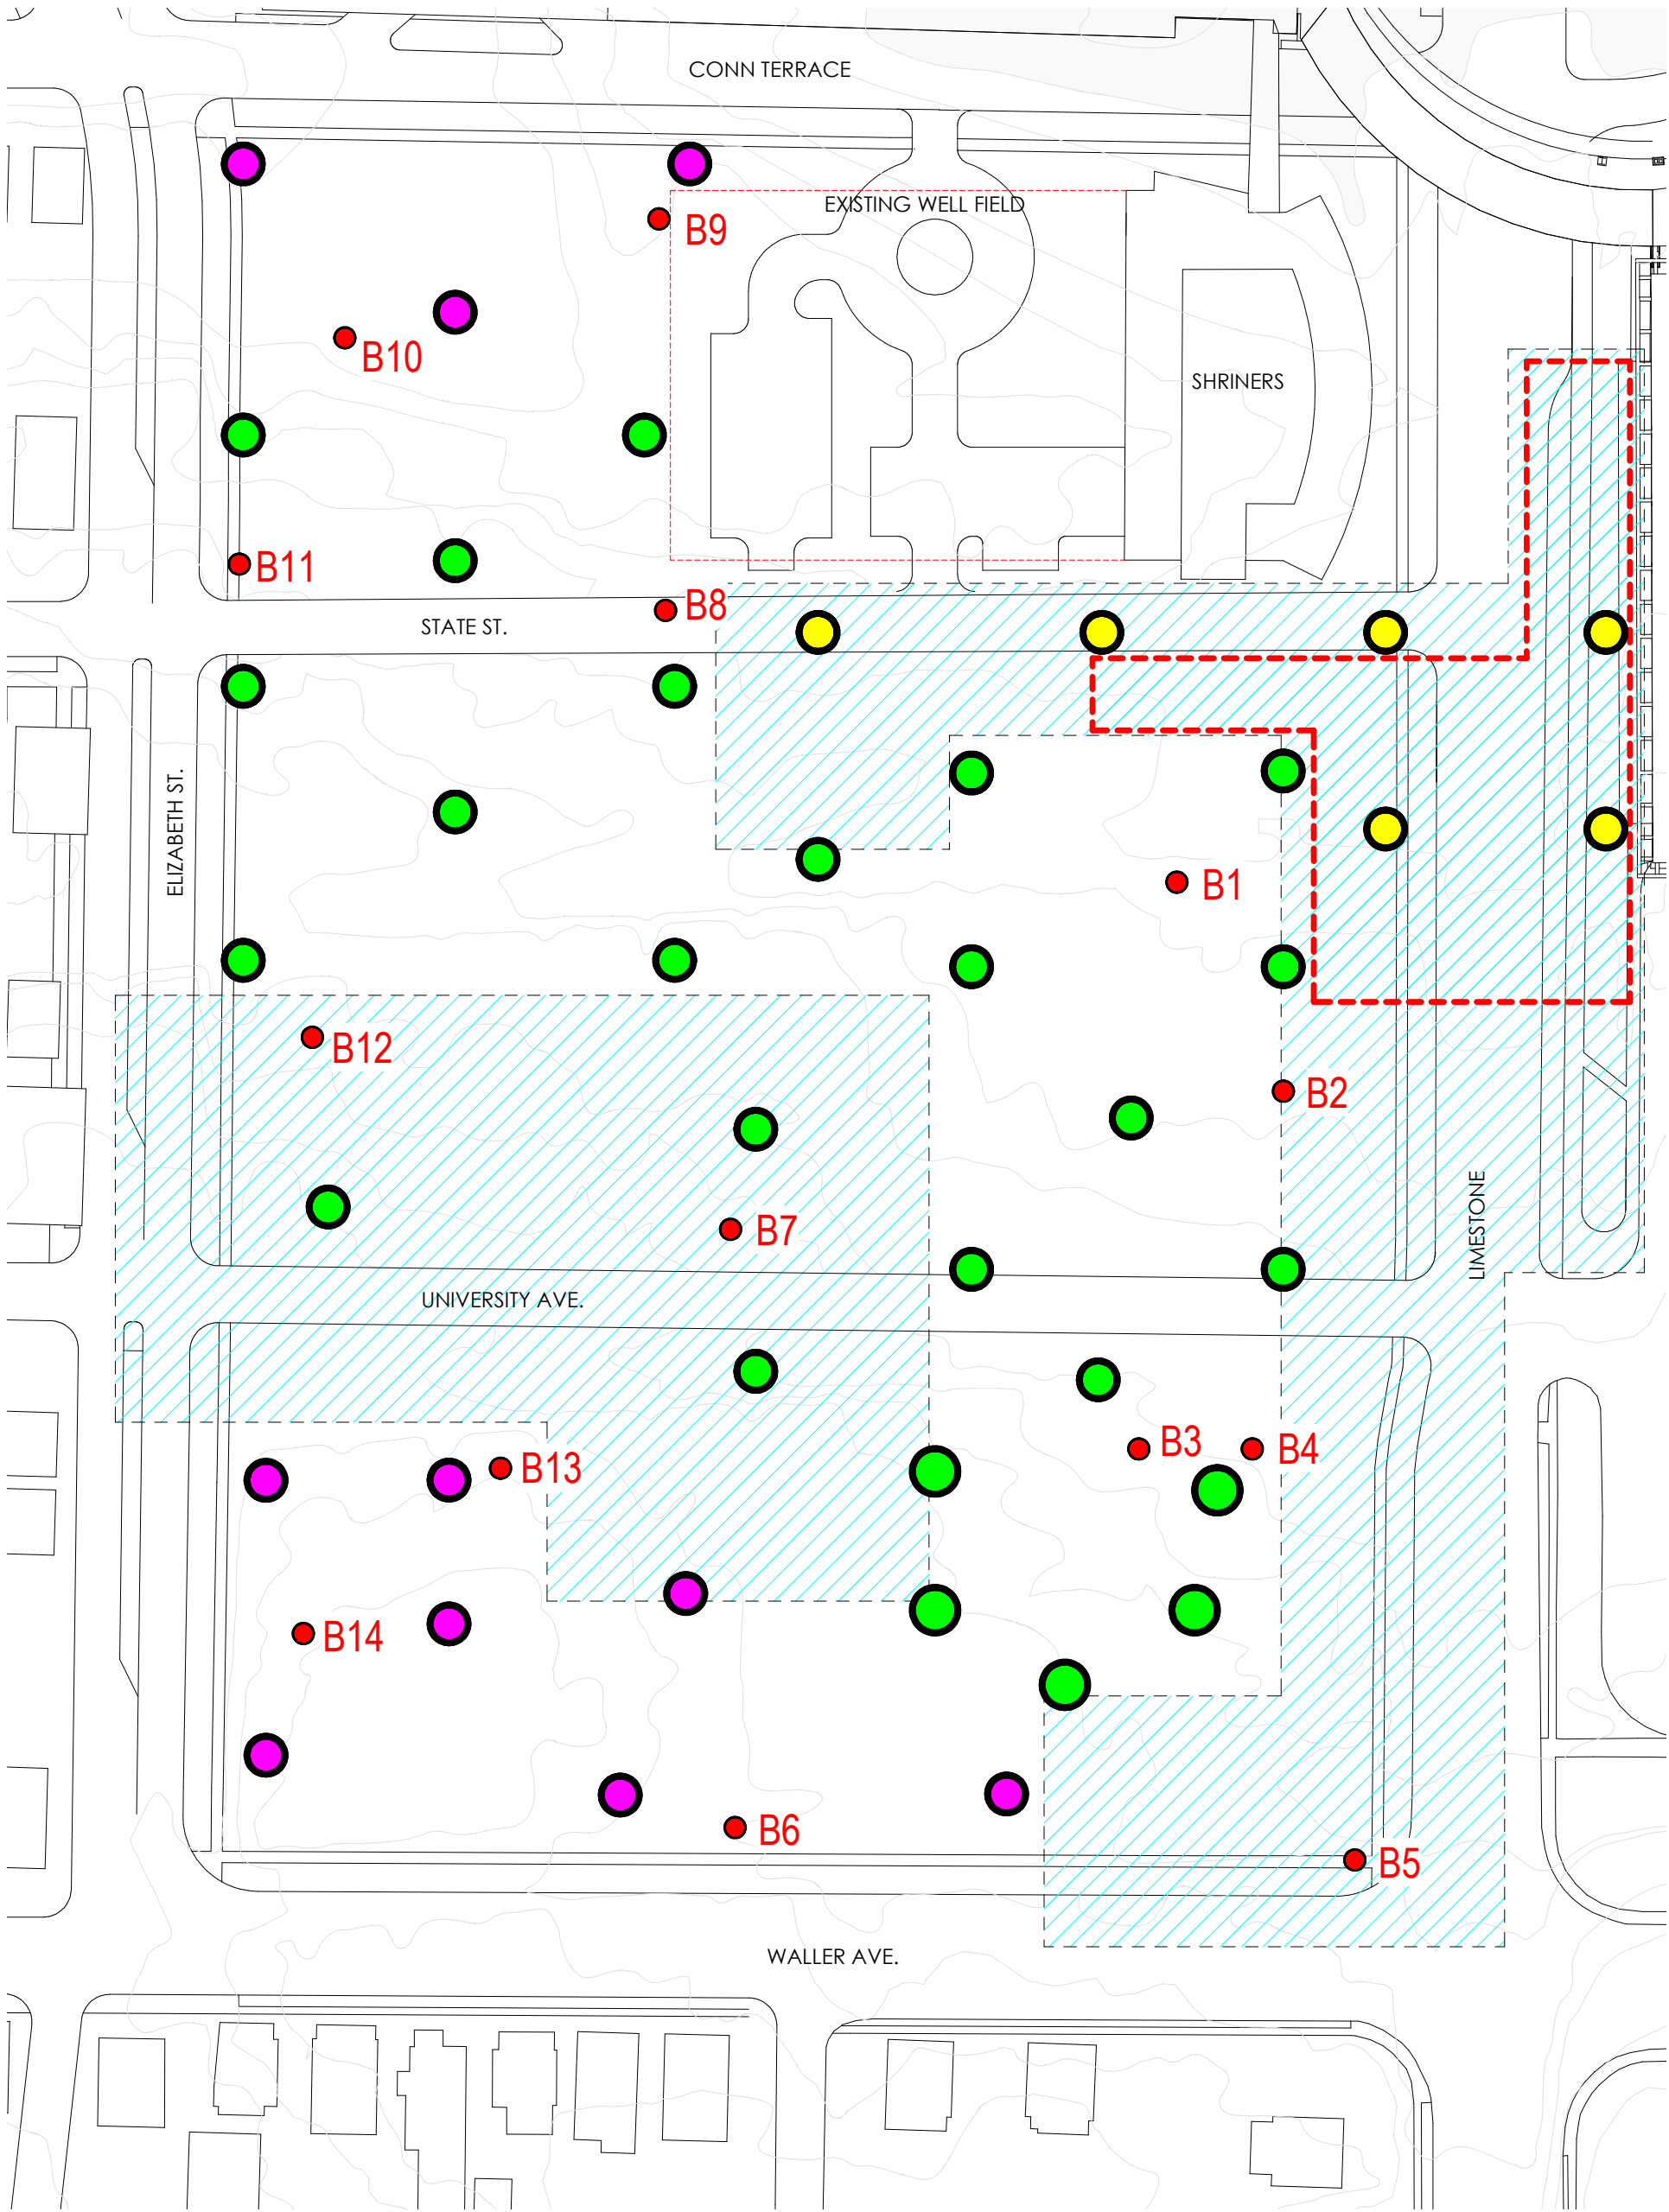 CONN TERRACE
EXISTING WELL FIELD
B9
B10
SHRINERS
B11
B8
STATE ST.
ELIZABETH ST.
B1
B12
B2
B7
LIMESTONE
UNIVERSITY AVE.
B3
B4
B13
B14
B6
B5
WALLER AVE.